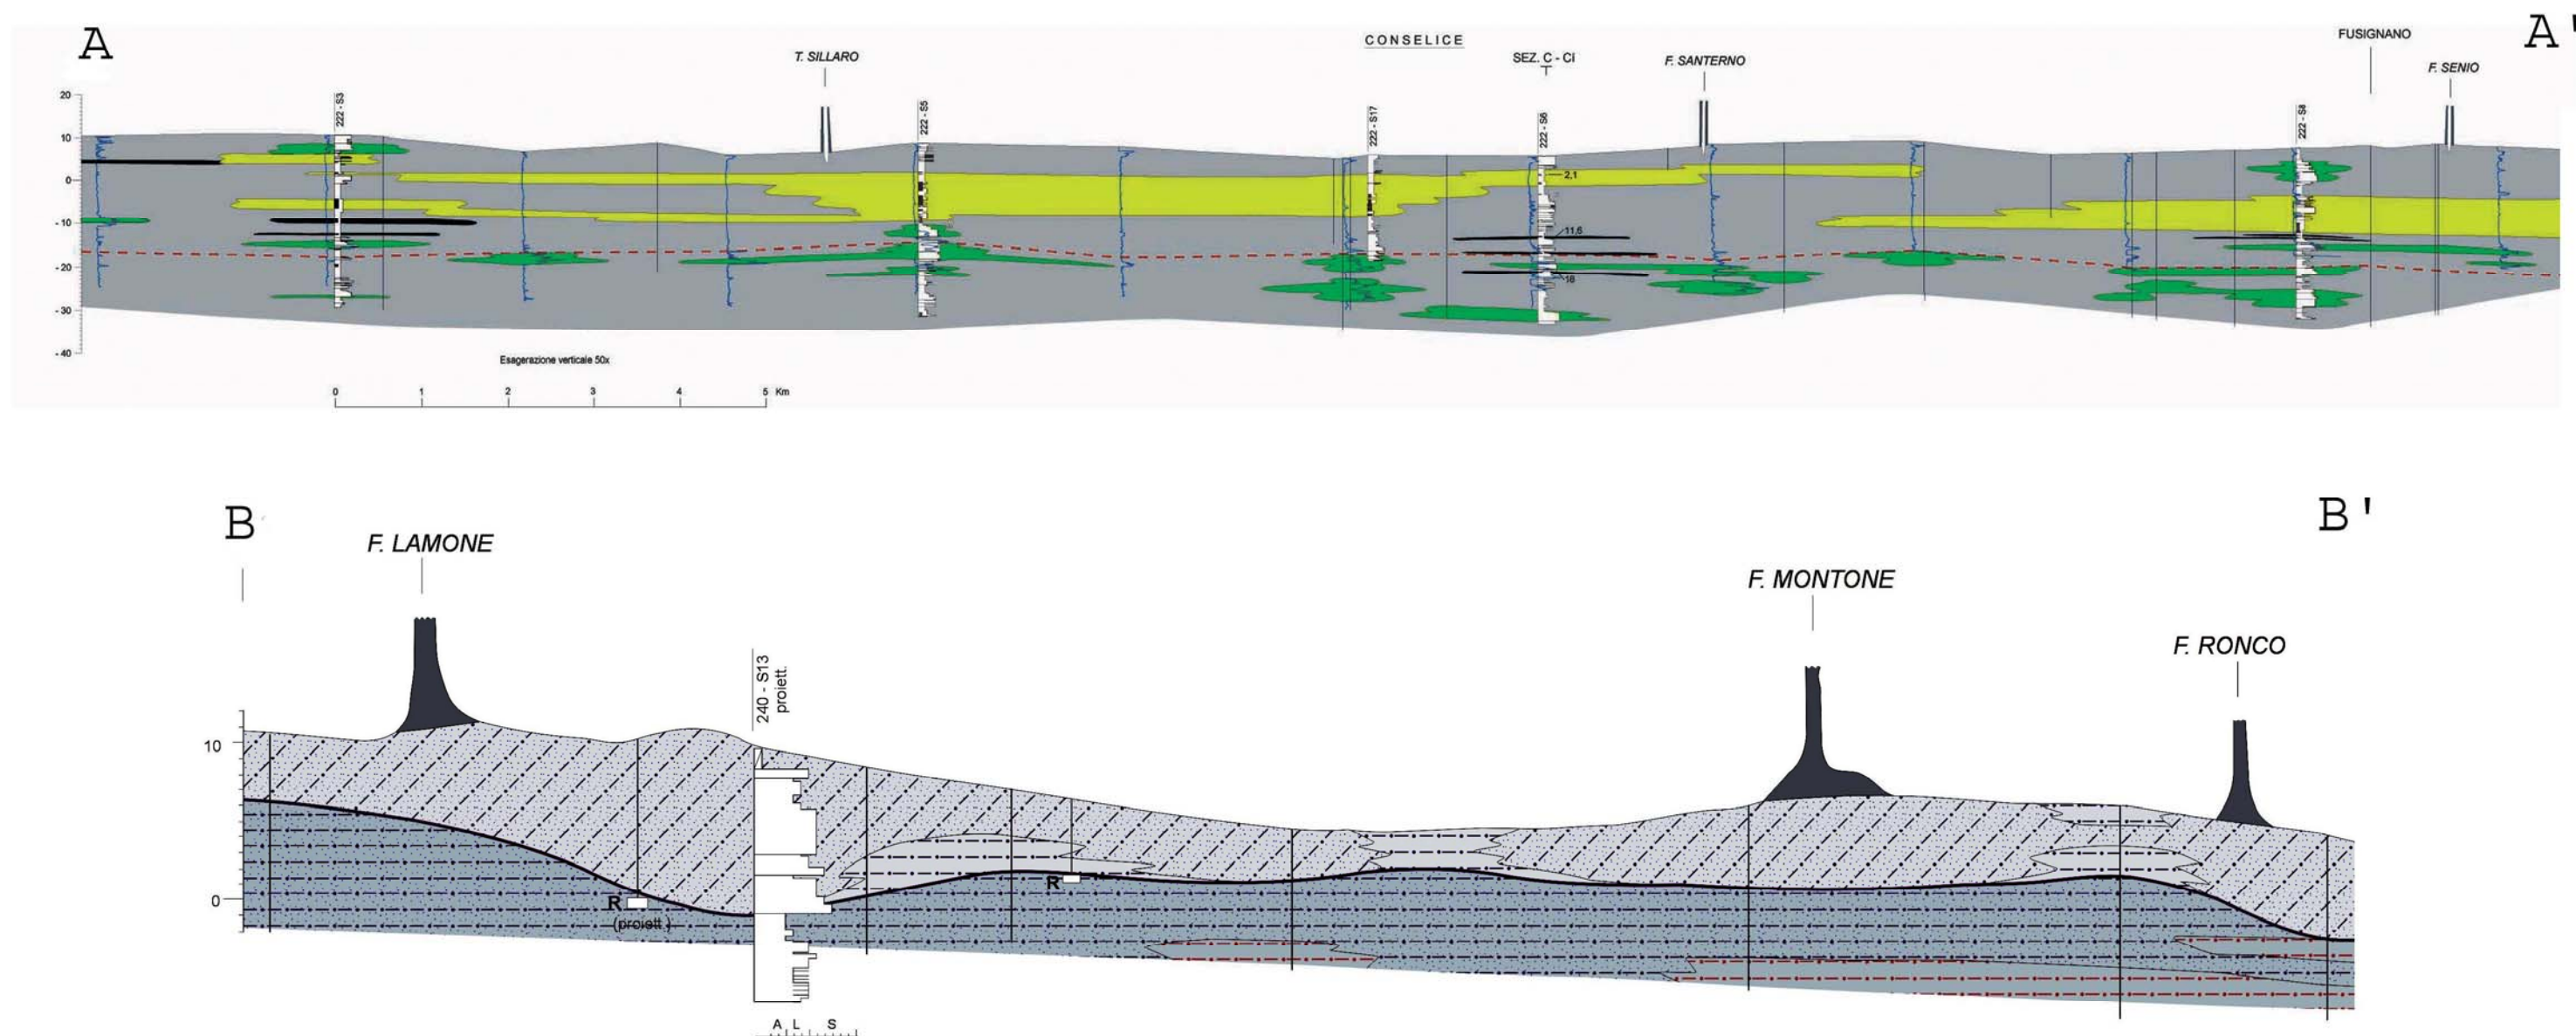 A
A'
CONSELICE
FUSIGNANO
T. SILLARO
SEZ. C - CI
F. SANTERNO
F. SENIO
222 - S3
222 - S5
222 - S17
222 - S6
222 - S8
20
10
0
- 10
- 20
- 30
- 40
2,1
11,6
18
Esagerazione verticale 50x
0 1 2 3 4 5 Km
B
B'
F. LAMONE
F. MONTONE
F. RONCO
240 - S13
proiett.
10
0
R
(proiett.)
R
A L S